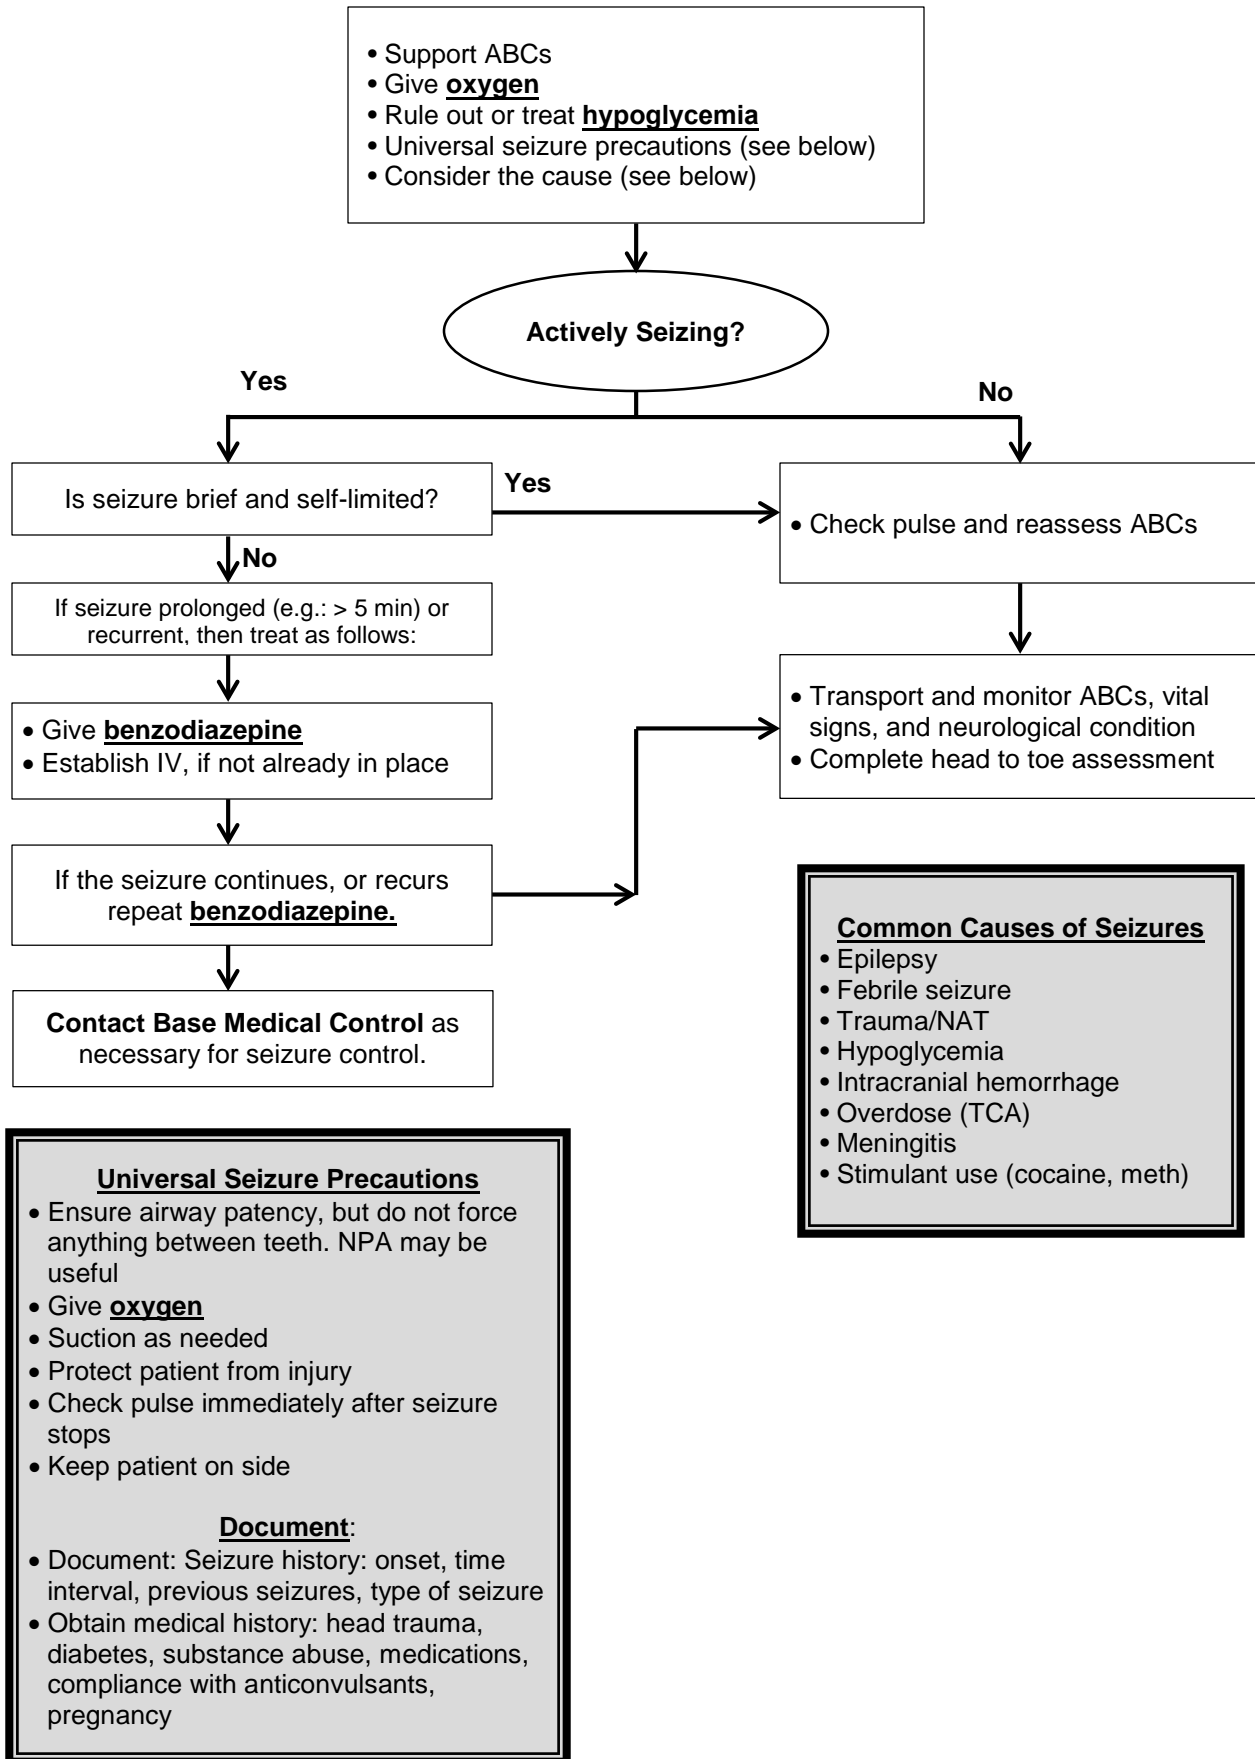 • Support ABCs
• Give oxygen
• Rule out or treat hypoglycemia
• Universal seizure precautions (see below)
• Consider the cause (see below)
Actively Seizing?
Yes
No
Is seizure brief and self-limited?
Yes
• Check pulse and reassess ABCs
No
If seizure prolonged (e.g.: > 5 min) or
recurrent, then treat as follows:
• Give benzodiazepine
• Establish IV, if not already in place
• Transport and monitor ABCs, vital
signs, and neurological condition
• Complete head to toe assessment
If the seizure continues, or recurs
repeat benzodiazepine.
Contact Base Medical Control as
necessary for seizure control.
Common Causes of Seizures
• Epilepsy
• Febrile seizure
• Trauma/NAT
• Hypoglycemia
• Intracranial hemorrhage
• Overdose (TCA)
• Meningitis
• Stimulant use (cocaine, meth)
Universal Seizure Precautions
• Ensure airway patency, but do not force
anything between teeth. NPA may be
useful
• Give oxygen
• Suction as needed
• Protect patient from injury
• Check pulse immediately after seizure
stops
• Keep patient on side
Document:
• Document: Seizure history: onset, time
interval, previous seizures, type of seizure
• Obtain medical history: head trauma,
diabetes, substance abuse, medications,
compliance with anticonvulsants,
pregnancy